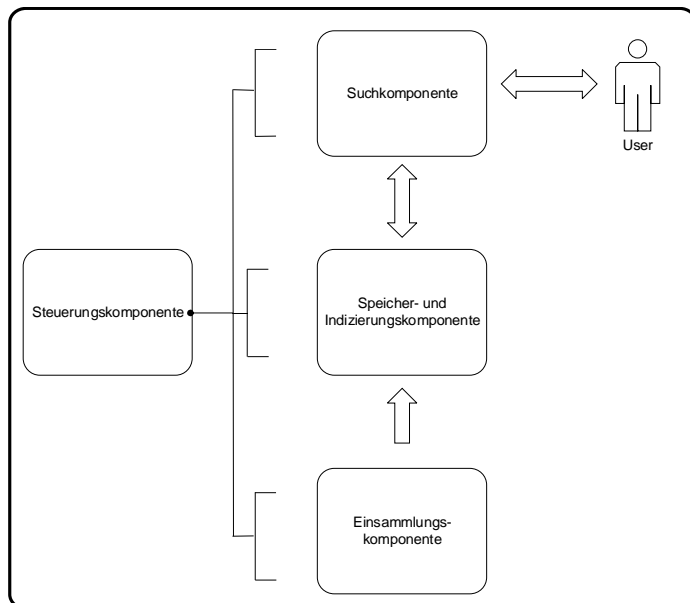 Suchkomponente
User
Steuerungskomponente
Speicher- und
Indizierungskomponente
Einsammlungs-
komponente